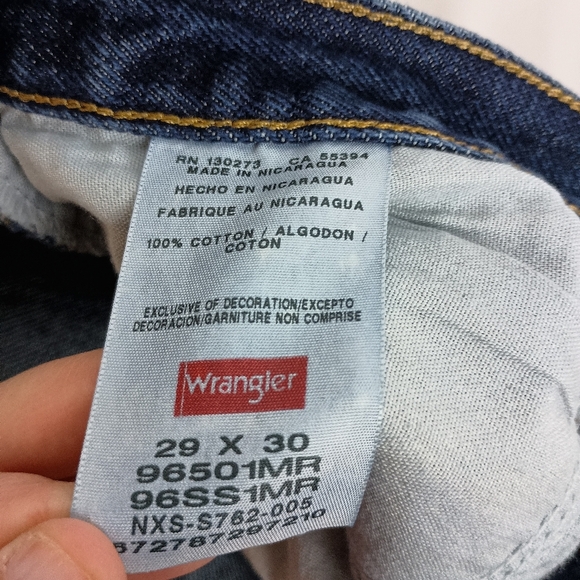 RN 130273 CA 55394
MADE IN NICARAGUA
HECHO EN NICARAGUA
FABRIQUE AU NICARAGUA
100% COTTON / ALGODON /
COTON
EXCLUSIVE OF DECORATION/EXCEPTO
DECORACION/GARNITURE NON COMPRISE
Wrangler
29 X 30
96501MR
96SS1MR
NXS-S762-005
672787297210